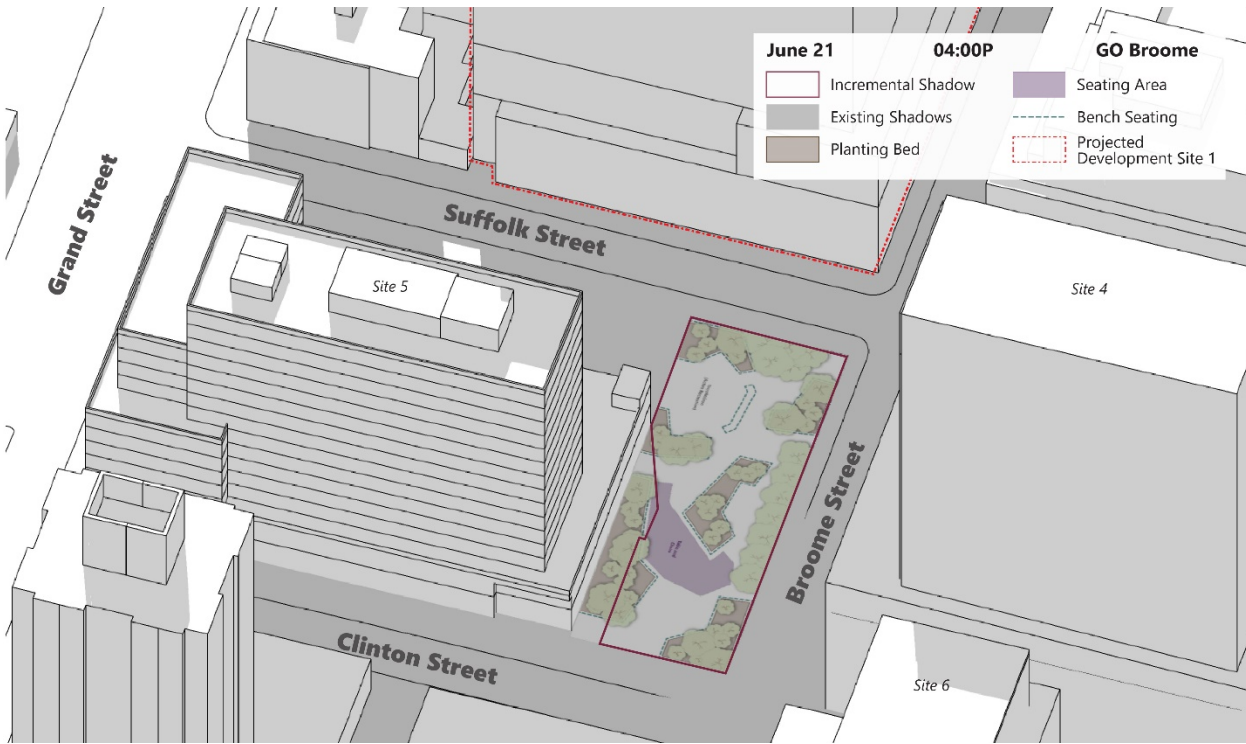 June 21 04:00P GO Broome
Incremental Shadow
Existing Shadows
Planting Bed
Seating Area
Bench Seating
Projected
Development Site 1
Grand Street
Suffolk Street
Site 5
Site 4
Broome Street
Clinton Street
Site 6